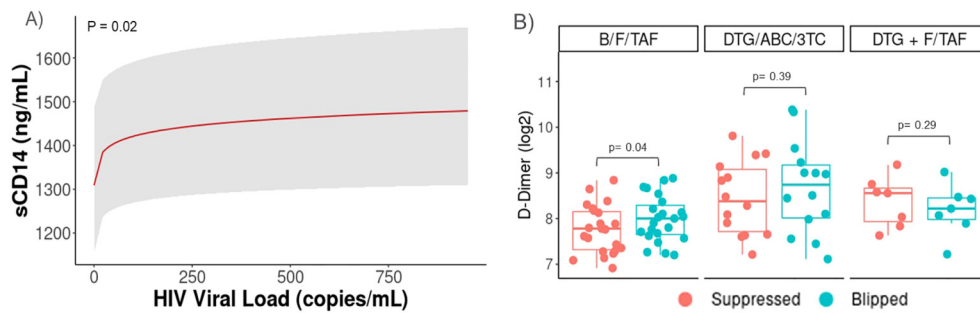 A)
P = 0.02
1600
1500
1400
1300
1200
sCD14 (ng/mL)
0
250
500
750
HIV Viral Load (copies/mL)
B)
B/F/TAF
DTG/ABC/3TC
DTG + F/TAF
11
10
9
8
7
D-Dimer (log2)
p= 0.04
p= 0.39
p= 0.29
Suppressed
Blipped